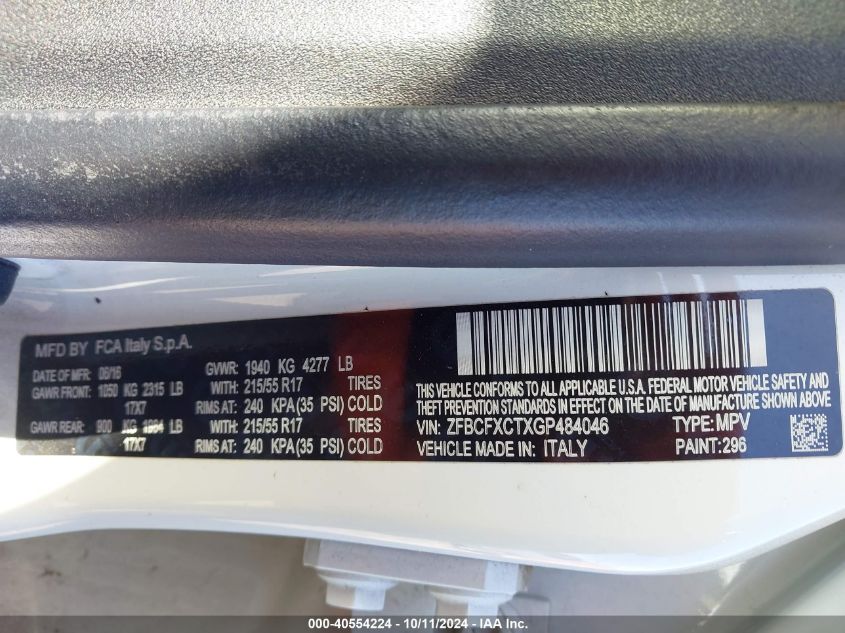 MFD BY FCA Italy S.p.A.
DATE OF MFR: 06/16 GVWR: 1940 KG 4277 LB
GAWR FRONT: 1050 KG 2315 LB WITH: 215/55 R17 TIRES
17X7 RIMS AT: 240 KPA(35 PSI) COLD
GAWR REAR: 900 KG 1984 LB WITH: 215/55 R17 TIRES
17X7 RIMS AT: 240 KPA(35 PSI) COLD
THIS VEHICLE CONFORMS TO ALL APPLICABLE U.S.A. FEDERAL MOTOR VEHICLE SAFETY AND
THEFT PREVENTION STANDARDS IN EFFECT ON THE DATE OF MANUFACTURE SHOWN ABOVE
VIN: ZFBCFXCTXGP484046 TYPE: MPV
VEHICLE MADE IN: ITALY PAINT:296
000-40554224 - 10/11/2024 - IAA Inc.